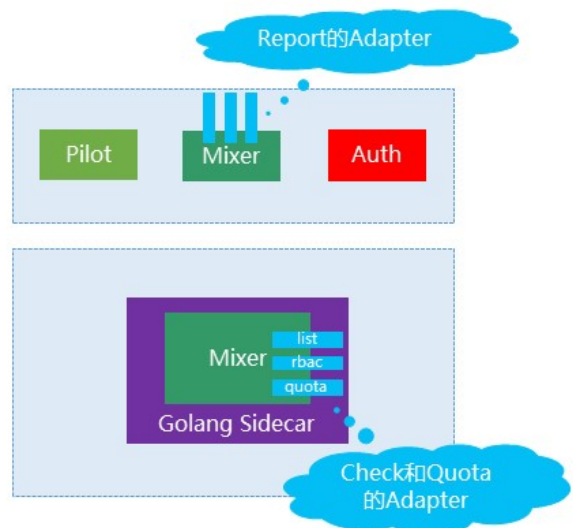 Report的Adapter
Pilot
Mixer
Auth
list
Mixer
rbac
quota
Golang Sidecar
Check和Quota
的Adapter